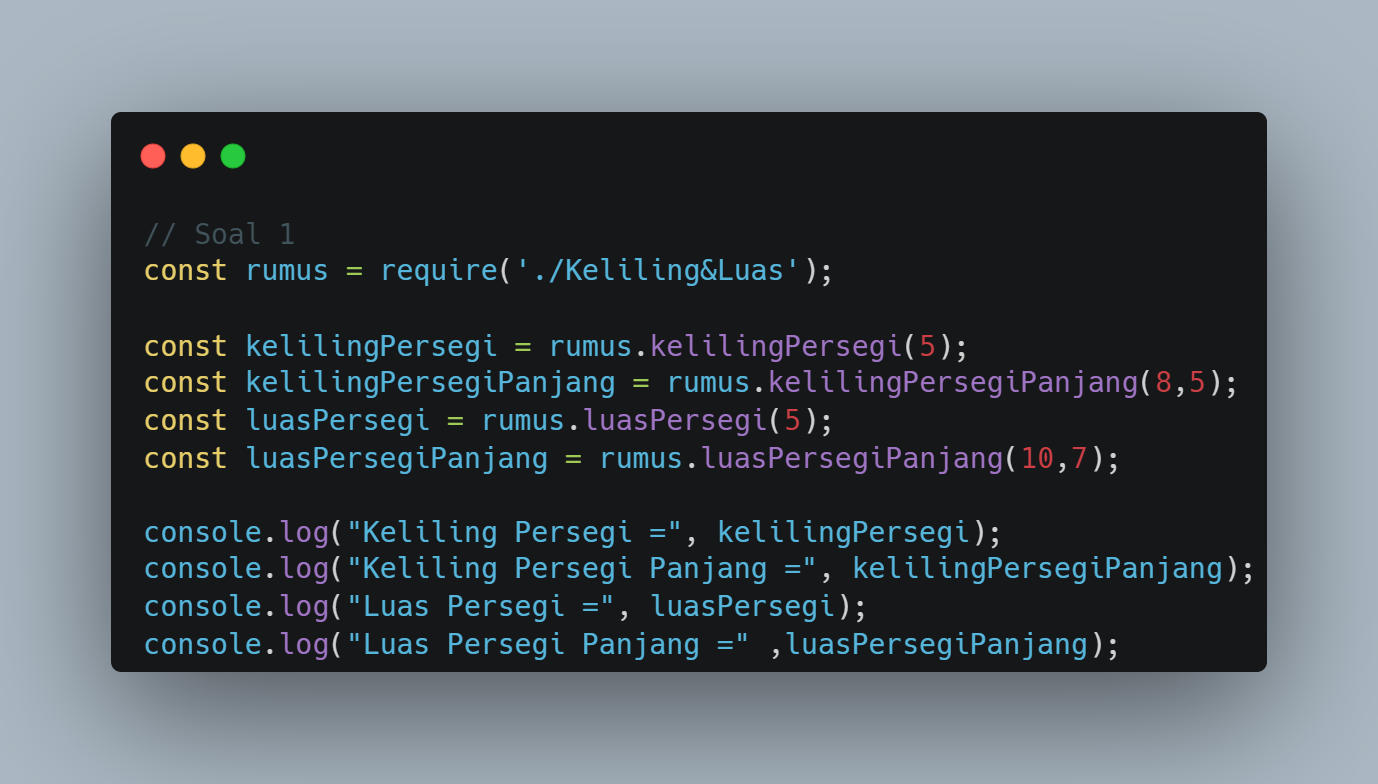 // Soal 1
const rumus = require('./Keliling&Luas');
const kelilingPersegi = rumus.kelilingPersegi(5);
const kelilingPersegiPanjang = rumus.kelilingPersegiPanjang(8,5);
const luasPersegi = rumus.luasPersegi(5);
const luasPersegiPanjang = rumus.luasPersegiPanjang(10,7);
console.log("Keliling Persegi =", kelilingPersegi);
console.log("Keliling Persegi Panjang =", kelilingPersegiPanjang);
console.log("Luas Persegi =", luasPersegi);
console.log("Luas Persegi Panjang =" ,luasPersegiPanjang);